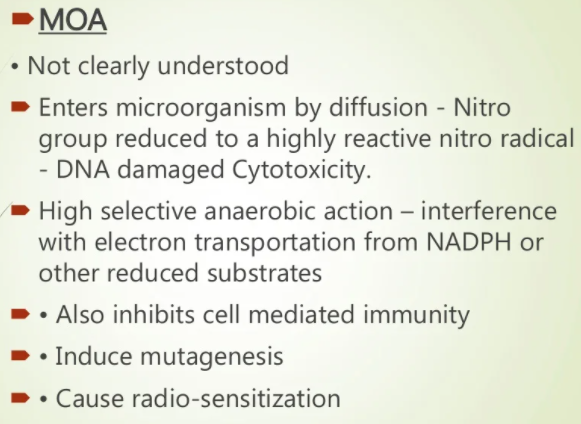 MOA
• Not clearly understood
Enters microorganism by diffusion - Nitro
group reduced to a highly reactive nitro radical
- DNA damaged Cytotoxicity.
High selective anaerobic action – interference
with electron transportation from NADPH or
other reduced substrates
• Also inhibits cell mediated immunity
• Induce mutagenesis
• Cause radio-sensitization